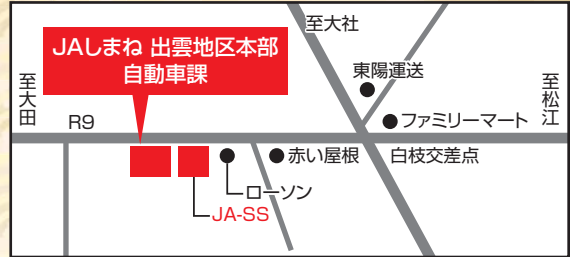 至大社
JAしまね 出雲地区本部
自動車課
東陽運送
至大田
至松江
R9
ファミリーマート
赤い屋根
白枝交差点
ローソン
JA-SS